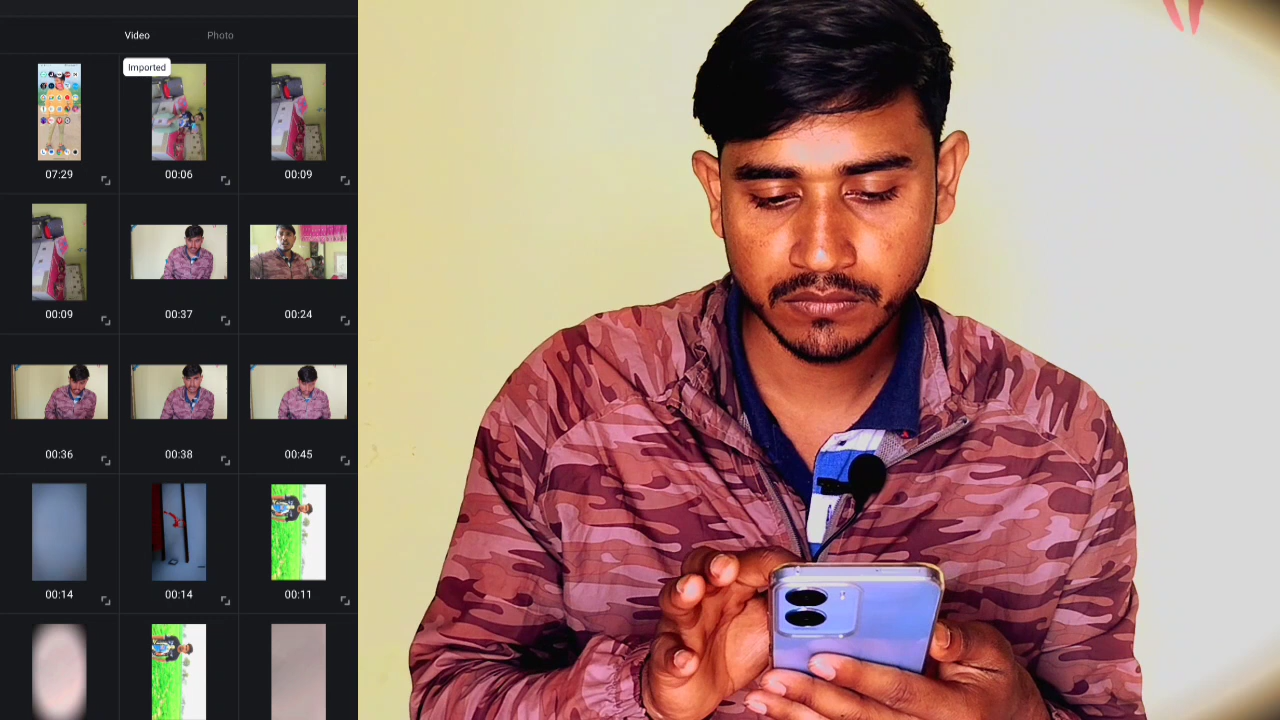 Video Photo
Imported
07:29 00:06 00:09
00:09 00:37 00:24
00:36 00:38 00:45
00:14 00:14 00:11